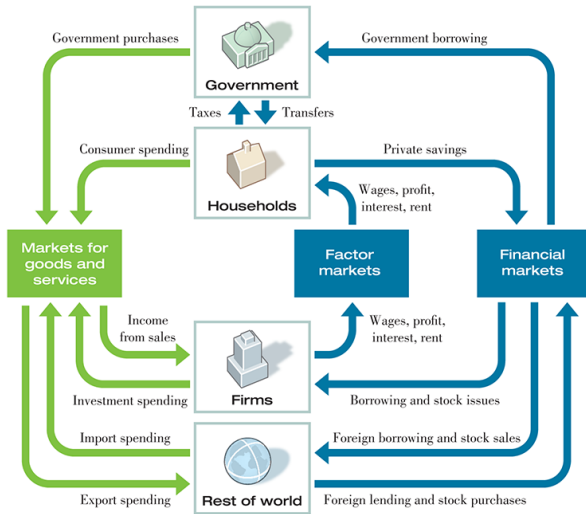 Government purchases
Government borrowing
Government
Taxes
Transfers
Consumer spending
Private savings
Households
Wages, profit,
interest, rent
Markets for
goods and
services
Factor
markets
Financial
markets
Income
from sales
Wages, profit,
interest, rent
Investment spending
Firms
Borrowing and stock issues
Import spending
Foreign borrowing and stock sales
Export spending
Rest of world
Foreign lending and stock purchases